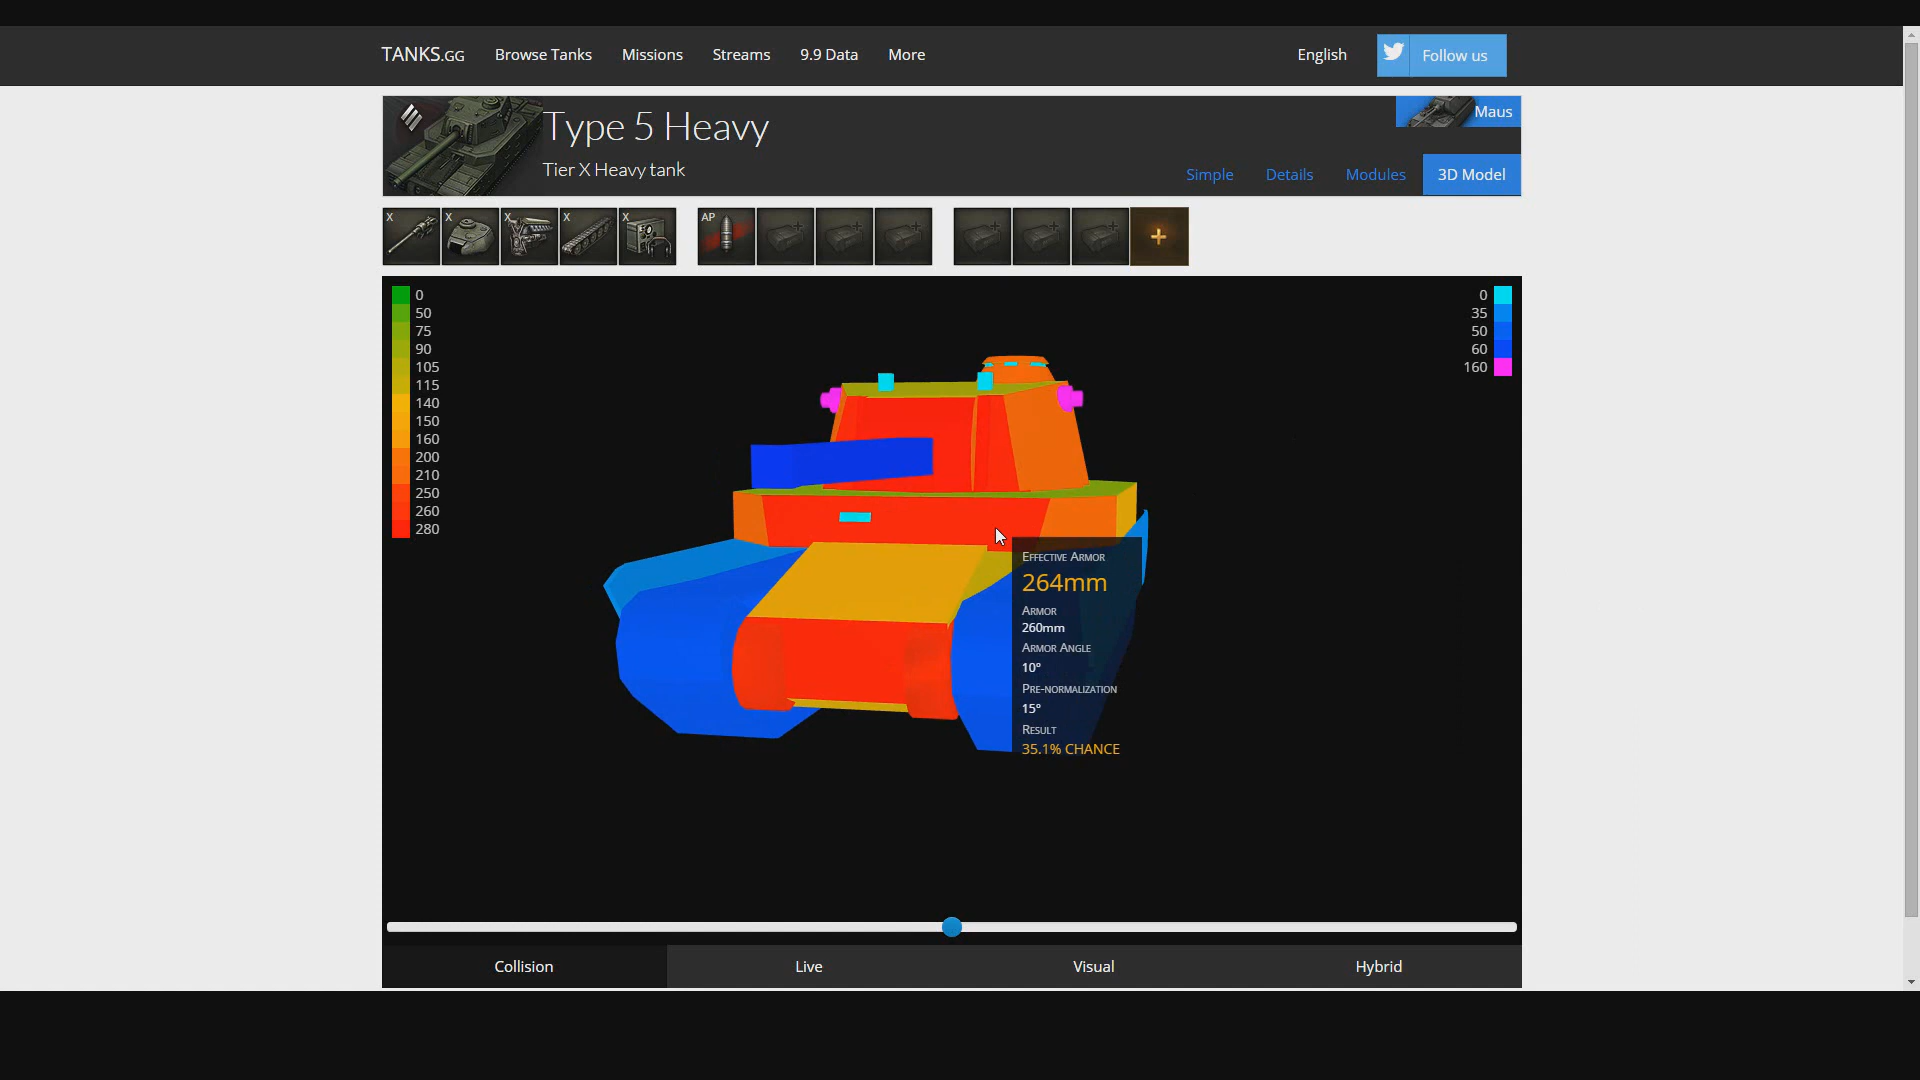 TANKS.GG Browse Tanks Missions Streams 9.9 Data More English Follow us
Type 5 Heavy
Maus
Tier X Heavy tank
Simple Details Modules 3D Model
X X X X X AP
+
0
50
75
90
105
115
140
150
160
200
210
250
260
280
0
35
50
60
160
Effective Armor
264mm
Armor
260mm
Armor Angle
10°
Pre-normalization
15°
Result
35.1% CHANCE
Collision Live Visual Hybrid